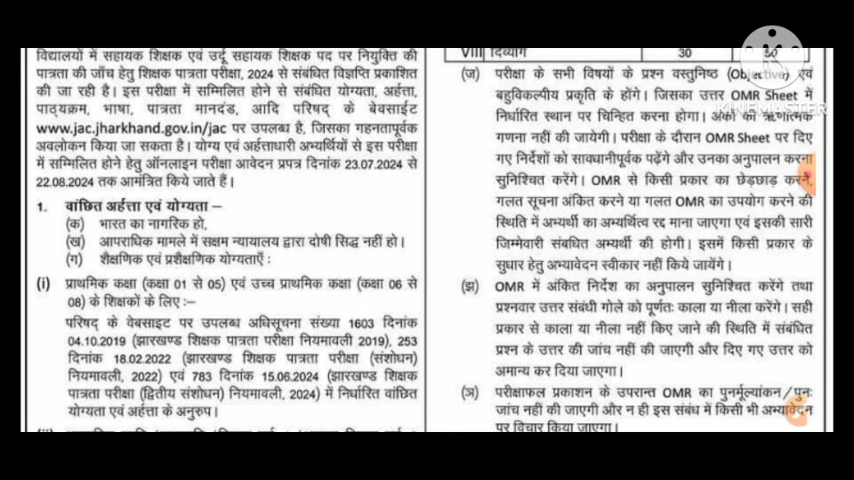 विद्यालयों में सहायक शिक्षक एवं उर्दू सहायक शिक्षक पद पर नियुक्ति की
पात्रता की जाँच हेतु शिक्षक पात्रता परीक्षा, 2024 से संबंधित विज्ञप्ति प्रकाशित
की जा रही है। इस परीक्षा में सम्मिलित होने से संबंधित योग्यता, अर्हत्ता,
पाठ्यक्रम, भाषा, पात्रता मानदंड, आदि परिषद के बेवसाईट
www.jac.jharkhand.gov.in/jac पर उपलब्ध है, जिसका गहनतापूर्वक
अवलोकन किया जा सकता है। योग्य एवं अर्हत्ताधारी अभ्यर्थियों से इस परीक्षा
में सम्मिलित होने हेतु ऑनलाइन परीक्षा आवेदन प्रपत्र दिनांक 23.07.2024 से
22.08.2024 तक आमंत्रित किये जाते हैं।
1. वांछित अर्हत्ता एवं योग्यता –
(क) भारत का नागरिक हो,
(ख) आपराधिक मामले में सक्षम न्यायालय द्वारा दोषी सिद्ध नहीं हो।
(ग) शैक्षणिक एवं प्रशैक्षणिक योग्यताएँ :
(i) प्राथमिक कक्षा (कक्षा 01 से 05) एवं उच्च प्राथमिक कक्षा (कक्षा 06 से
08) के शिक्षकों के लिए :–
परिषद के वेबसाइट पर उपलब्ध अधिसूचना संख्या 1603 दिनांक
04.10.2019 (झारखण्ड शिक्षक पात्रता परीक्षा नियमावली 2019), 253
दिनांक 18.02.2022 (झारखण्ड शिक्षक पात्रता परीक्षा (संशोधन)
नियमावली, 2022) एवं 783 दिनांक 15.06.2024 (झारखण्ड शिक्षक
पात्रता परीक्षा (द्वितीय संशोधन) नियमावली, 2024) में निर्धारित वांछित
योग्यता एवं अर्हत्ता के अनुरुप।
(ii)
VIII दिव्यांग 30 50
(ज) परीक्षा के सभी विषयों के प्रश्न वस्तुनिष्ठ (Objective) एवं
बहुविकल्पीय प्रकृति के होंगे। जिसका उत्तर OMR Sheet में
निर्धारित स्थान पर चिन्हित करना होगा। अंकों का ऋणात्मक
गणना नहीं की जायेगी। परीक्षा के दौरान OMR Sheet पर दिए
गए निर्देशों को सावधानीपूर्वक पढ़ेंगे और उनका अनुपालन करना
सुनिश्चित करेंगे। OMR से किसी प्रकार का छेड़छाड़ करने,
गलत सूचना अंकित करने या गलत OMR का उपयोग करने की
स्थिति में अभ्यर्थी का अभ्यर्थित्व रद्द माना जाएगा एवं इसकी सारी
जिम्मेवारी संबधित अभ्यर्थी की होगी। इसमें किसी प्रकार के
सुधार हेतु अभ्यावेदन स्वीकार नहीं किये जायेंगे।
(झ) OMR में अंकित निर्देश का अनुपालन सुनिश्चित करेंगे तथा
प्रश्नवार उत्तर संबंधी गोले को पूर्णतः काला या नीला करेंगे। सही
प्रकार से काला या नीला नहीं किए जाने की स्थिति में संबंधित
प्रश्न के उत्तर की जांच नहीं की जाएगी और दिए गए उत्तर को
अमान्य कर दिया जाएगा।
(ञ) परीक्षाफल प्रकाशन के उपरान्त OMR का पुनर्मूल्यांकन/पुनः
जांच नहीं की जाएगी और न ही इस संबंध में किसी भी अभ्यावेदन
पर विचार किया जाएगा।
KINEMASTER